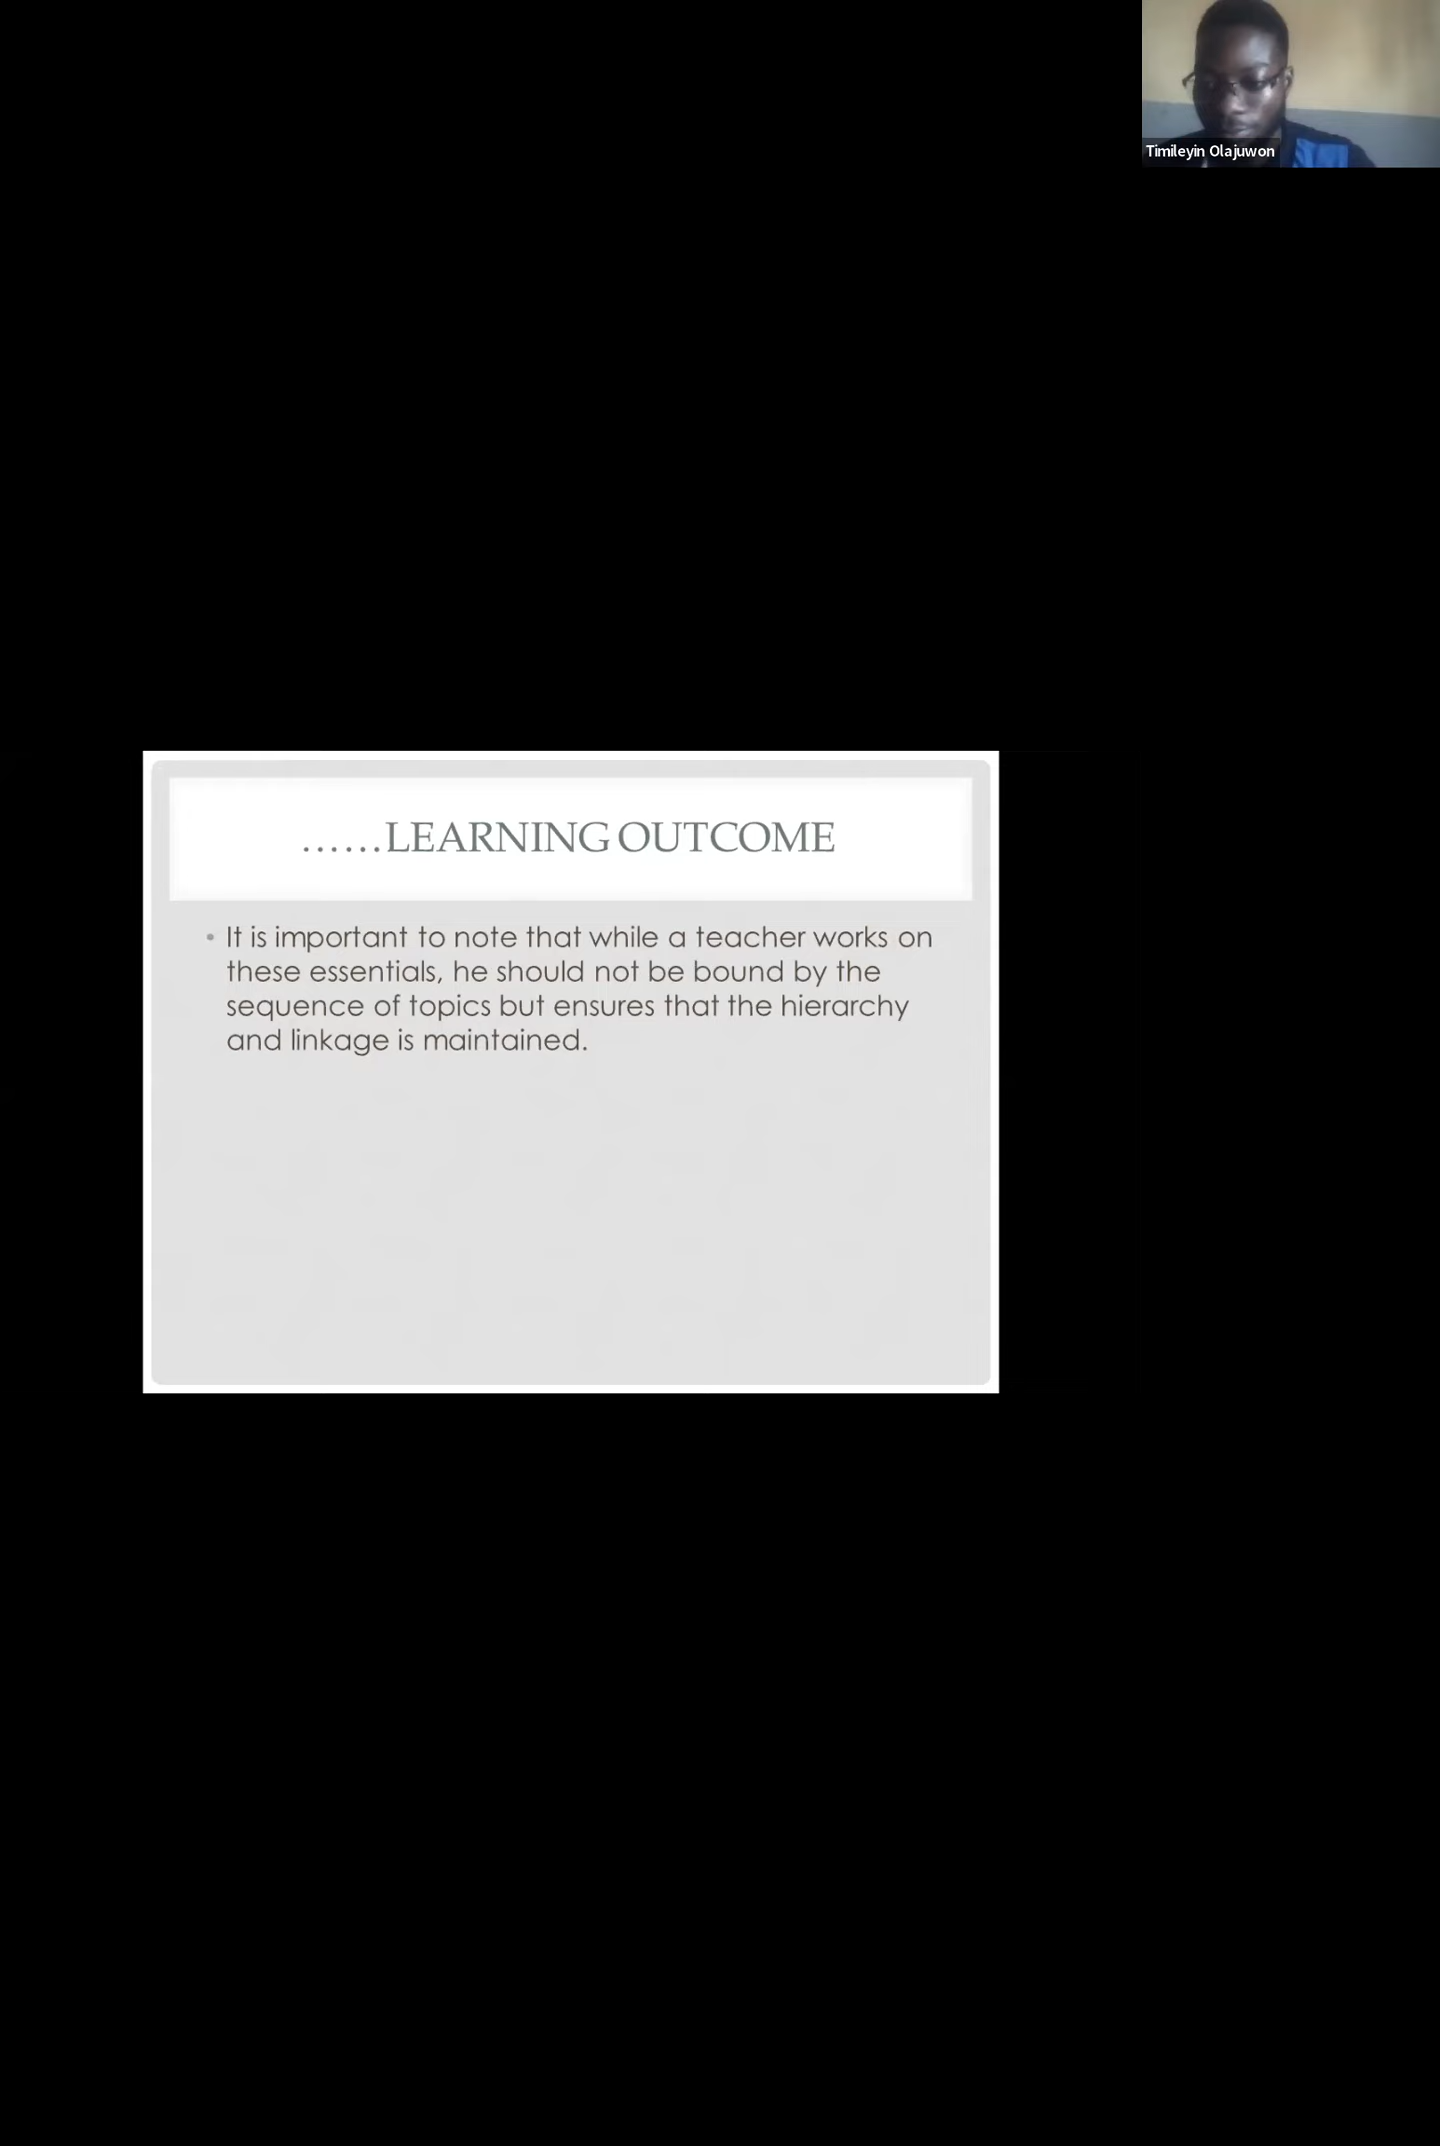 Timileyin Olajuwon
......LEARNING OUTCOME
• It is important to note that while a teacher works on
these essentials, he should not be bound by the
sequence of topics but ensures that the hierarchy
and linkage is maintained.